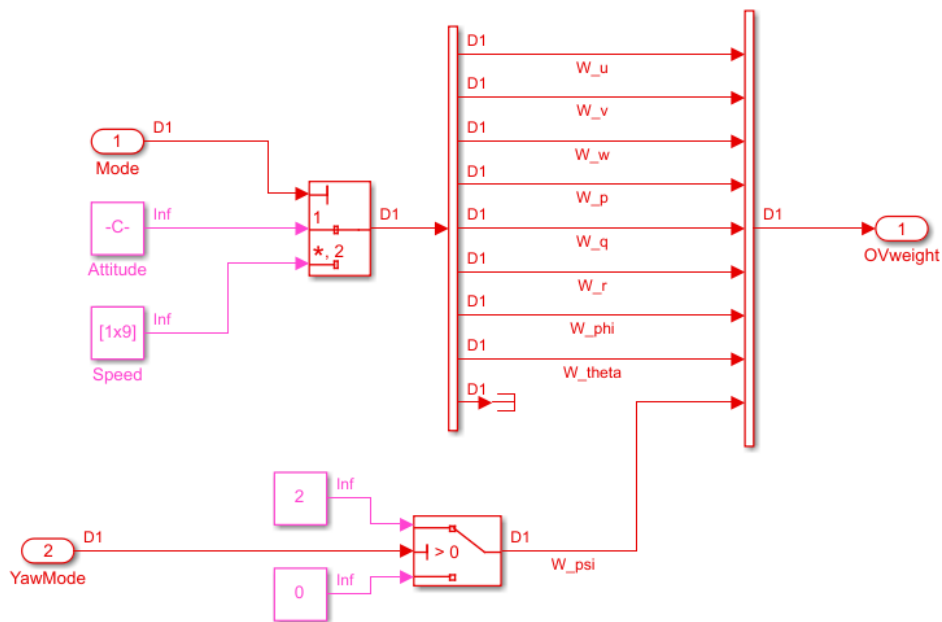 D1
W_u
D1
W_v
D1
W_w
D1
W_p
D1
W_q
D1
W_r
D1
W_phi
D1
W_theta
D1
1
D1
Mode
-C-
Inf
Attitude
[1x9]
Inf
Speed
1
*, 2
D1
D1
1
OVweight
2
Inf
2
D1
YawMode
> 0
D1
W_psi
0
Inf